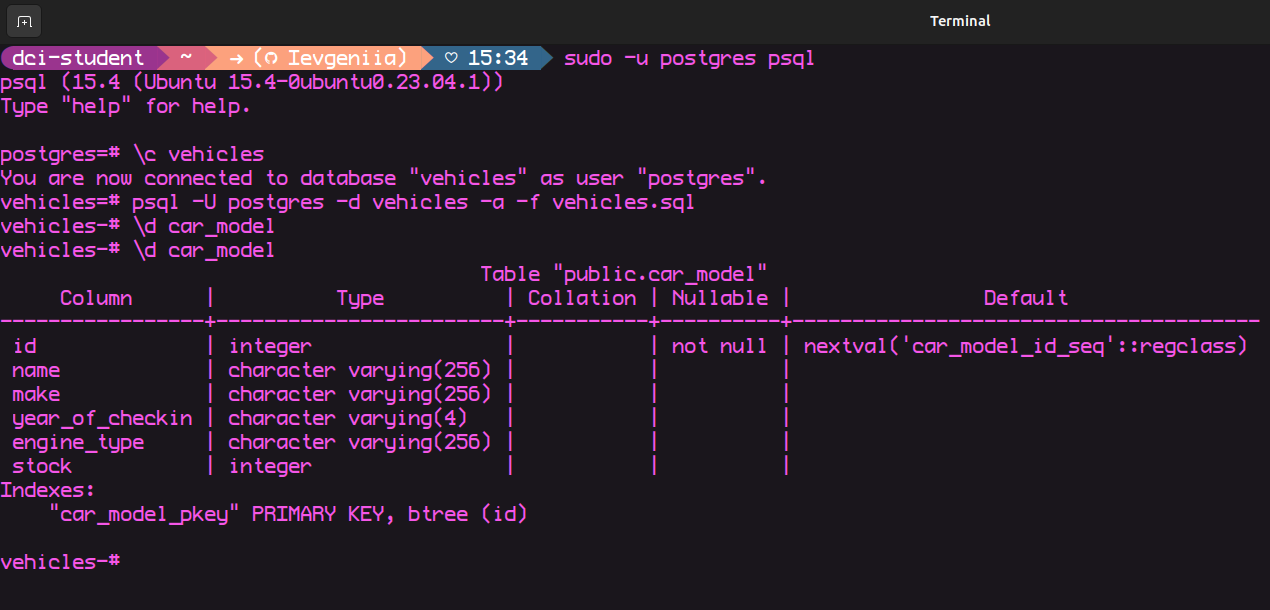 Terminal
dci-student ~ → ( Ievgeniia) ♡ 15:34 sudo -u postgres psql
psql (15.4 (Ubuntu 15.4-0ubuntu0.23.04.1))
Type "help" for help.
postgres=# \c vehicles
You are now connected to database "vehicles" as user "postgres".
vehicles=# psql -U postgres -d vehicles -a -f vehicles.sql
vehicles-# \d car_model
vehicles-# \d car_model
Table "public.car_model"
Column | Type | Collation | Nullable | Default
-----------------+------------------------+-----------+----------+---------------------------------------
id | integer | | not null | nextval('car_model_id_seq'::regclass)
name | character varying(256) | | |
make | character varying(256) | | |
year_of_checkin | character varying(4) | | |
engine_type | character varying(256) | | |
stock | integer | | |
Indexes:
"car_model_pkey" PRIMARY KEY, btree (id)
vehicles-#